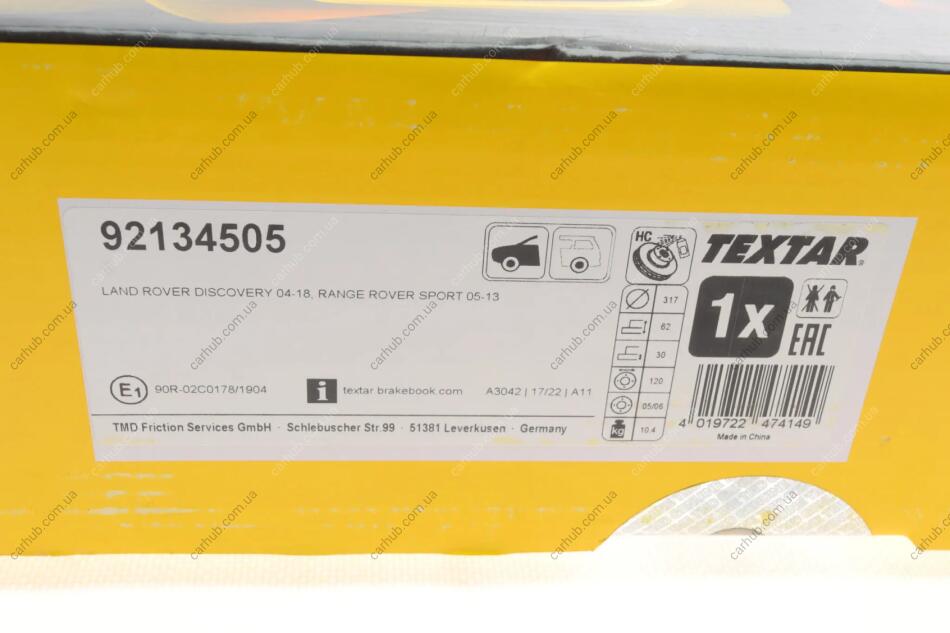 92134505
HC
TEXTAR®
LAND ROVER DISCOVERY 04-18, RANGE ROVER SPORT 05-13
1x
EAC
317
62
30
120
05/06
kg 10.4
E1 90R-02C0178/1904
i textar.brakebook.com
A3042 | 17/22 | A11
TMD Friction Services GmbH · Schlebuscher Str.99 · 51381 Leverkusen · Germany
4 019722 474149
Made in China
carhub.com.ua